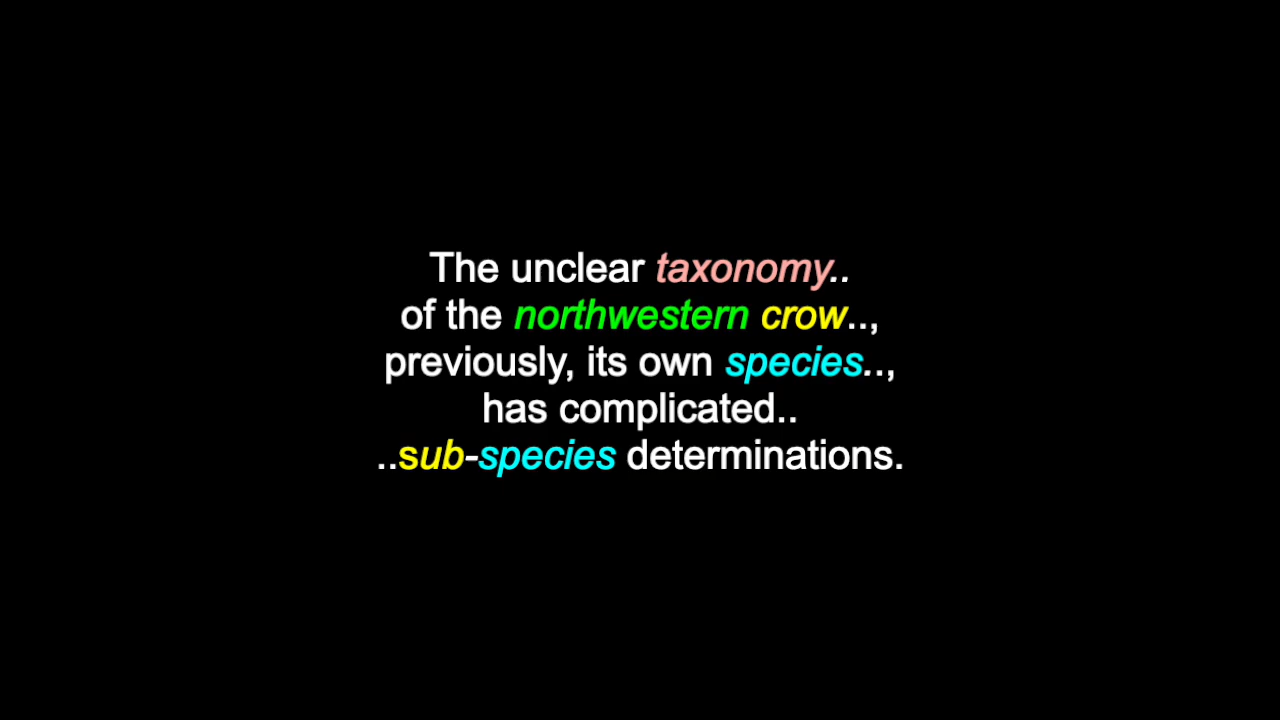 The unclear taxonomy..
of the northwestern crow..,
previously, its own species..,
has complicated..
..sub-species determinations.